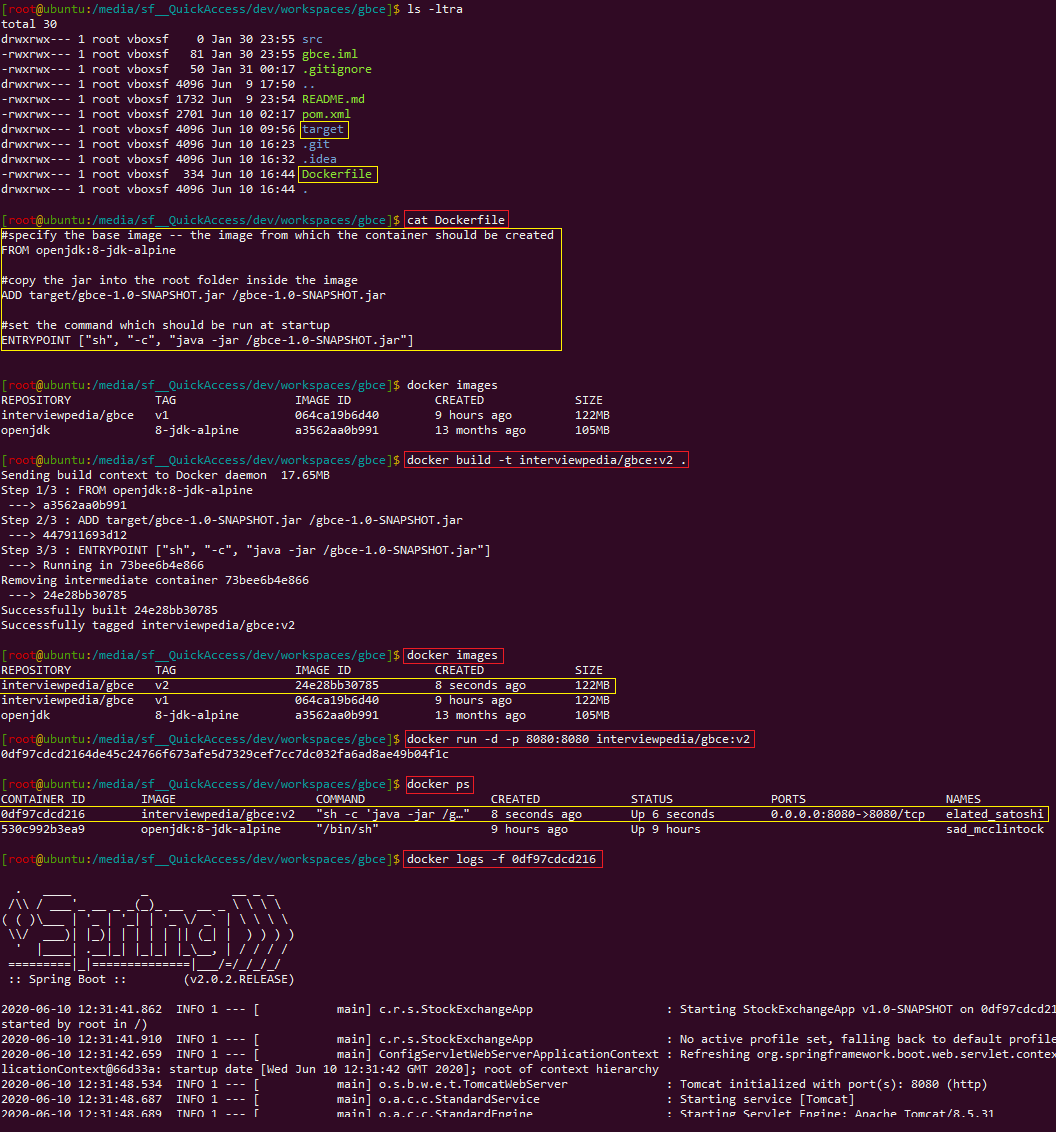 [root@ubuntu:/media/sf__QuickAccess/dev/workspaces/gbce]$ ls -ltra
total 30
drwxrwx--- 1 root vboxsf    0 Jan 30 23:55 src
-rwxrwx--- 1 root vboxsf   81 Jan 30 23:55 gbce.iml
-rwxrwx--- 1 root vboxsf   50 Jan 31 00:17 .gitignore
drwxrwx--- 1 root vboxsf 4096 Jun  9 17:50 ..
-rwxrwx--- 1 root vboxsf 1732 Jun  9 23:54 README.md
-rwxrwx--- 1 root vboxsf 2701 Jun 10 02:17 pom.xml
drwxrwx--- 1 root vboxsf 4096 Jun 10 09:56 target
drwxrwx--- 1 root vboxsf 4096 Jun 10 16:23 .git
drwxrwx--- 1 root vboxsf 4096 Jun 10 16:32 .idea
-rwxrwx--- 1 root vboxsf  334 Jun 10 16:44 Dockerfile
drwxrwx--- 1 root vboxsf 4096 Jun 10 16:44 .
[root@ubuntu:/media/sf__QuickAccess/dev/workspaces/gbce]$ cat Dockerfile
#specify the base image -- the image from which the container should be created
FROM openjdk:8-jdk-alpine
#copy the jar into the root folder inside the image
ADD target/gbce-1.0-SNAPSHOT.jar /gbce-1.0-SNAPSHOT.jar
#set the command which should be run at startup
ENTRYPOINT ["sh", "-c", "java -jar /gbce-1.0-SNAPSHOT.jar"]
[root@ubuntu:/media/sf__QuickAccess/dev/workspaces/gbce]$ docker images
REPOSITORY            TAG                 IMAGE ID            CREATED             SIZE
interviewpedia/gbce   v1                  064ca19b6d40        9 hours ago         122MB
openjdk               8-jdk-alpine        a3562aa0b991        13 months ago       105MB
[root@ubuntu:/media/sf__QuickAccess/dev/workspaces/gbce]$ docker build -t interviewpedia/gbce:v2 .
Sending build context to Docker daemon  17.65MB
Step 1/3 : FROM openjdk:8-jdk-alpine
 ---> a3562aa0b991
Step 2/3 : ADD target/gbce-1.0-SNAPSHOT.jar /gbce-1.0-SNAPSHOT.jar
 ---> 447911693d12
Step 3/3 : ENTRYPOINT ["sh", "-c", "java -jar /gbce-1.0-SNAPSHOT.jar"]
 ---> Running in 73bee6b4e866
Removing intermediate container 73bee6b4e866
 ---> 24e28bb30785
Successfully built 24e28bb30785
Successfully tagged interviewpedia/gbce:v2
[root@ubuntu:/media/sf__QuickAccess/dev/workspaces/gbce]$ docker images
REPOSITORY            TAG                 IMAGE ID            CREATED             SIZE
interviewpedia/gbce   v2                  24e28bb30785        8 seconds ago       122MB
interviewpedia/gbce   v1                  064ca19b6d40        9 hours ago         122MB
openjdk               8-jdk-alpine        a3562aa0b991        13 months ago       105MB
[root@ubuntu:/media/sf__QuickAccess/dev/workspaces/gbce]$ docker run -d -p 8080:8080 interviewpedia/gbce:v2
0df97cdcd2164de45c24766f673afe5d7329cef7cc7dc032fa6ad8ae49b04f1c
[root@ubuntu:/media/sf__QuickAccess/dev/workspaces/gbce]$ docker ps
CONTAINER ID        IMAGE                    COMMAND                  CREATED             STATUS              PORTS                    NAMES
0df97cdcd216        interviewpedia/gbce:v2   "sh -c 'java -jar /g…"   8 seconds ago       Up 6 seconds        0.0.0.0:8080->8080/tcp   elated_satoshi
530c992b3ea9        openjdk:8-jdk-alpine     "/bin/sh"                9 hours ago         Up 9 hours                                   sad_mcclintock
[root@ubuntu:/media/sf__QuickAccess/dev/workspaces/gbce]$ docker logs -f 0df97cdcd216
Spring
 :: Spring Boot ::        (v2.0.2.RELEASE)
2020-06-10 12:31:41.862  INFO 1 --- [           main] c.r.s.StockExchangeApp                   : Starting StockExchangeApp v1.0-SNAPSHOT on 0df97cdcd21
started by root in /)
2020-06-10 12:31:41.910  INFO 1 --- [           main] c.r.s.StockExchangeApp                   : No active profile set, falling back to default profile
2020-06-10 12:31:42.659  INFO 1 --- [           main] ConfigServletWebServerApplicationContext : Refreshing org.springframework.boot.web.servlet.contex
licationContext@66d33a: startup date [Wed Jun 10 12:31:42 GMT 2020]; root of context hierarchy
2020-06-10 12:31:48.534  INFO 1 --- [           main] o.s.b.w.e.t.TomcatWebServer              : Tomcat initialized with port(s): 8080 (http)
2020-06-10 12:31:48.687  INFO 1 --- [           main] o.a.c.c.StandardService                  : Starting service [Tomcat]
2020-06-10 12:31:48.689  INFO 1 --- [           main] o.a.c.c.StandardEngine                   : Starting Servlet Engine: Apache Tomcat/8.5.31